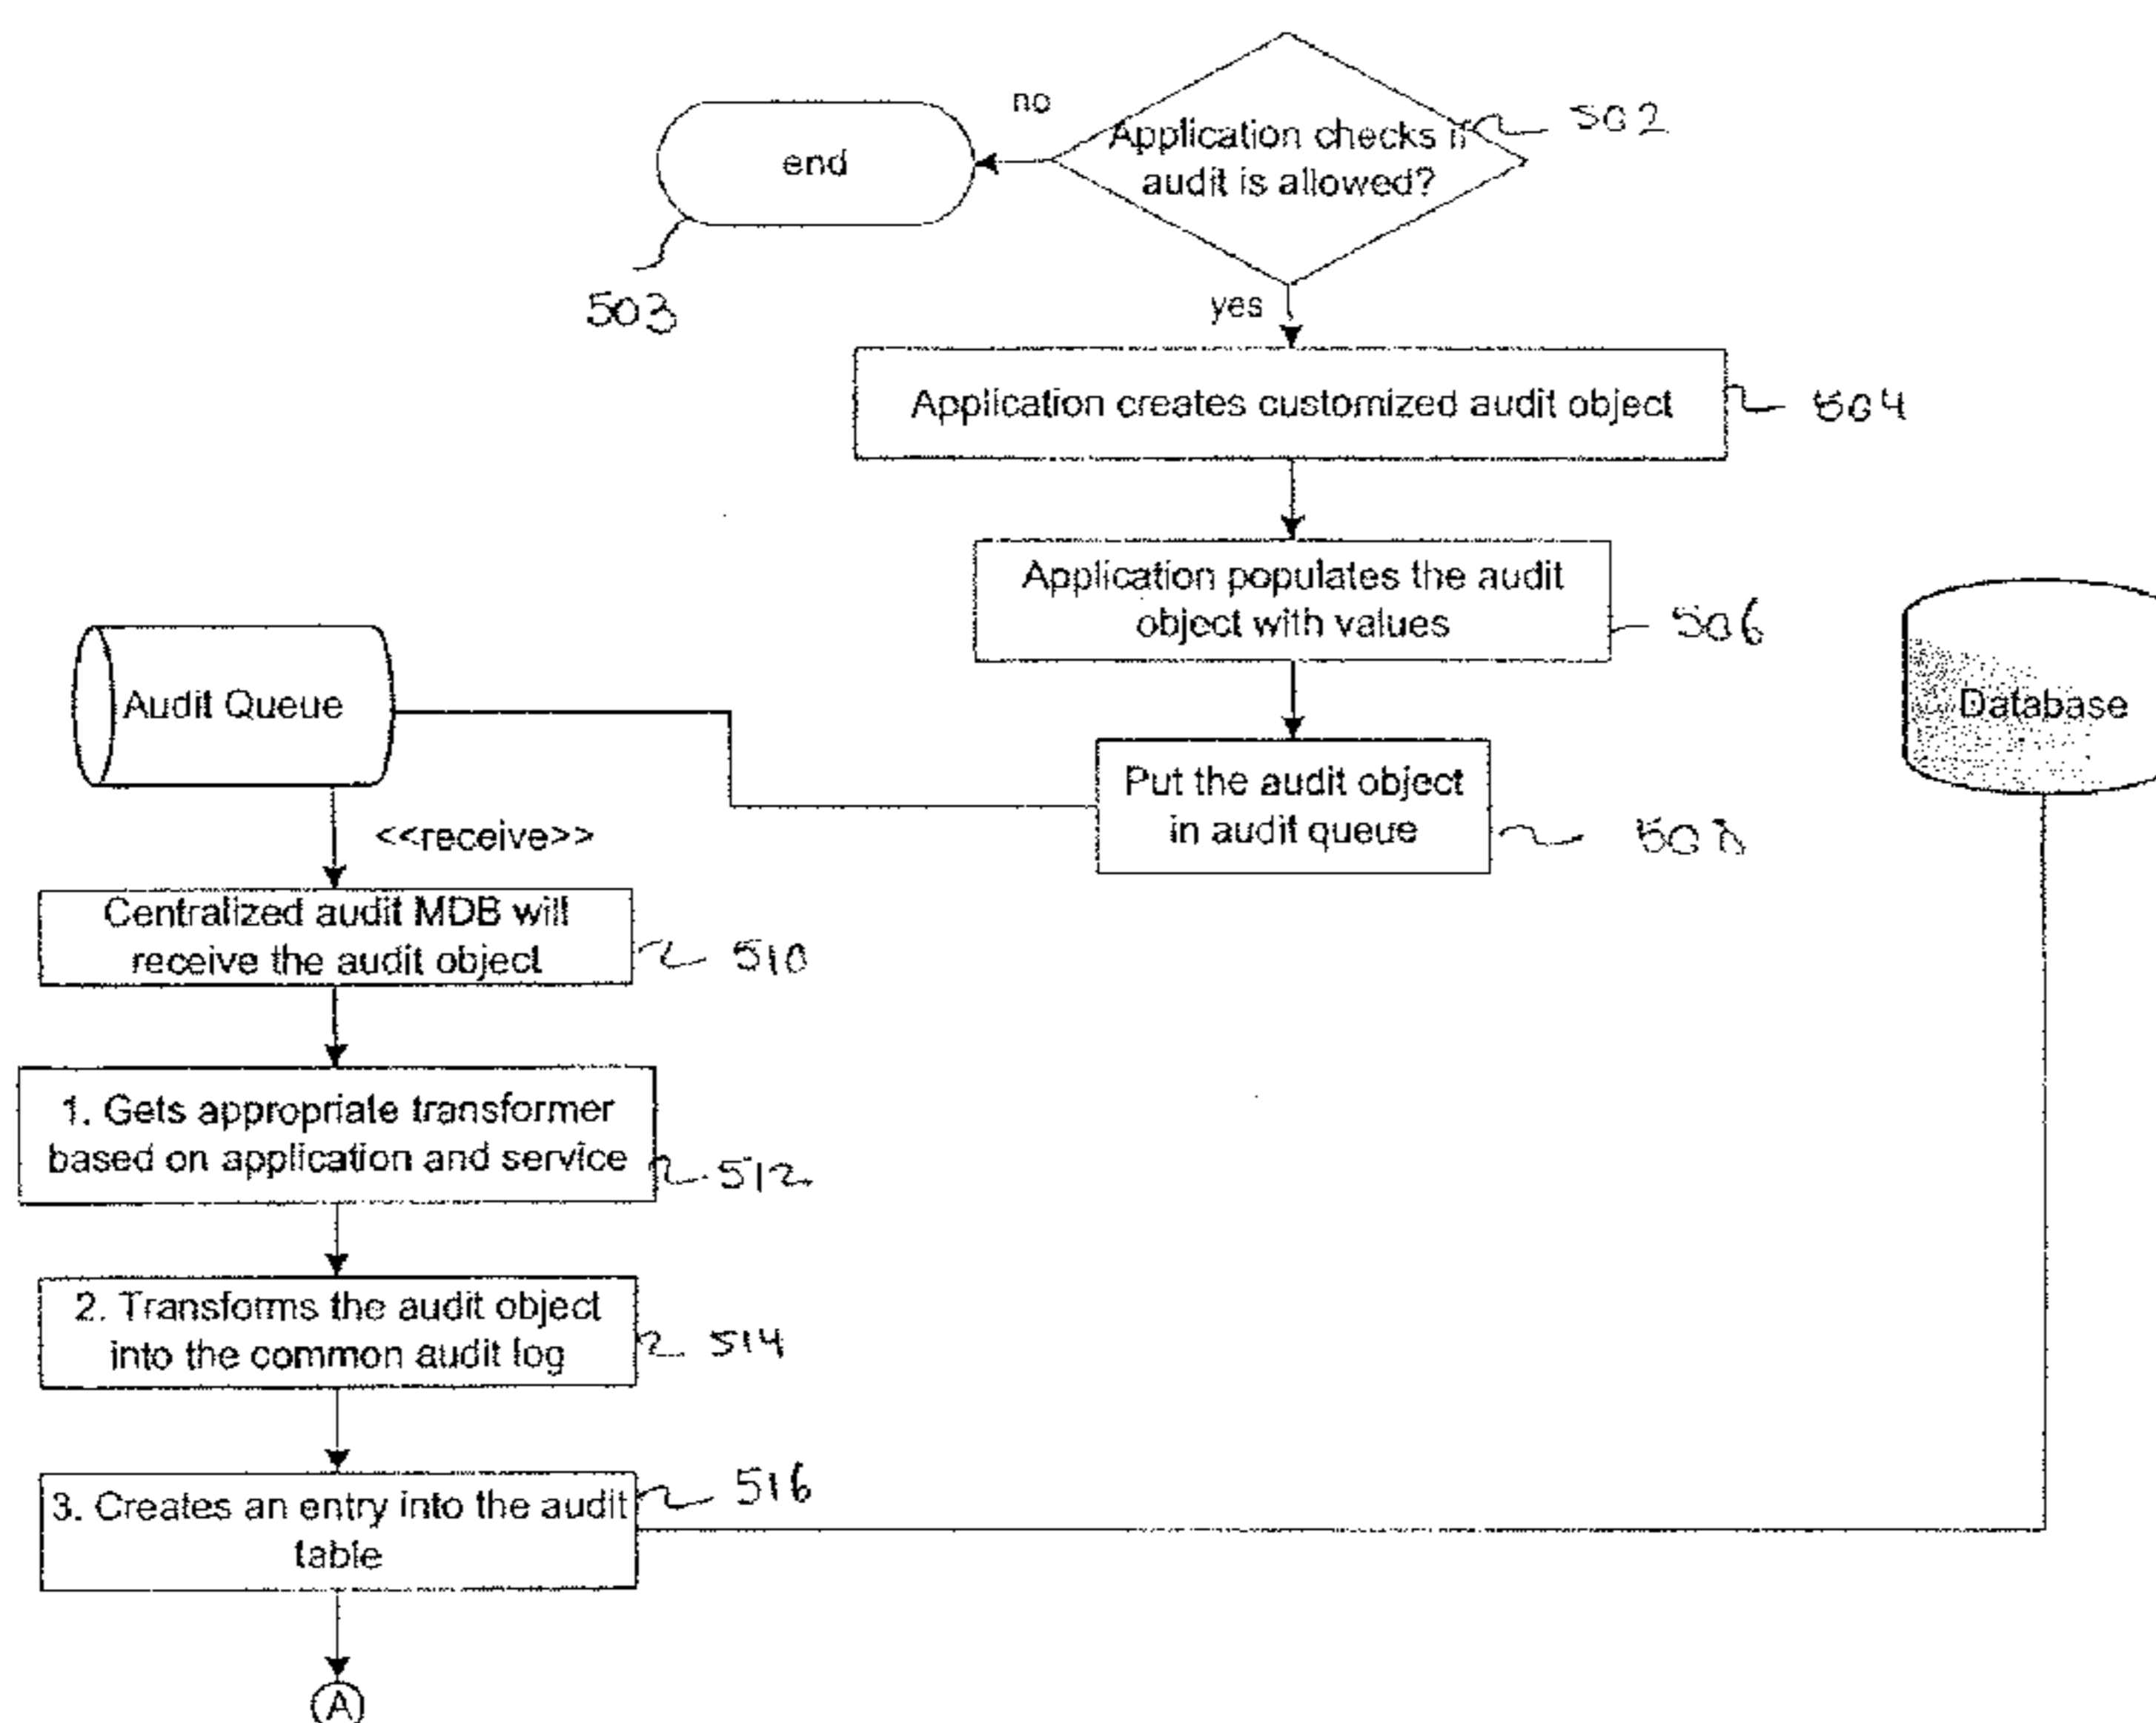 no
Application checks if
audit is allowed?
502
end
503
yes
Application creates customized audit object
504
Application populates the audit
object with values
506
Audit Queue
Database
Put the audit object
in audit queue
508
<<receive>>
Centralized audit MDB will
receive the audit object
510
1. Gets appropriate transformer
based on application and service
512
2. Transforms the audit object
into the common audit log
514
3. Creates an entry into the audit
table
516
A